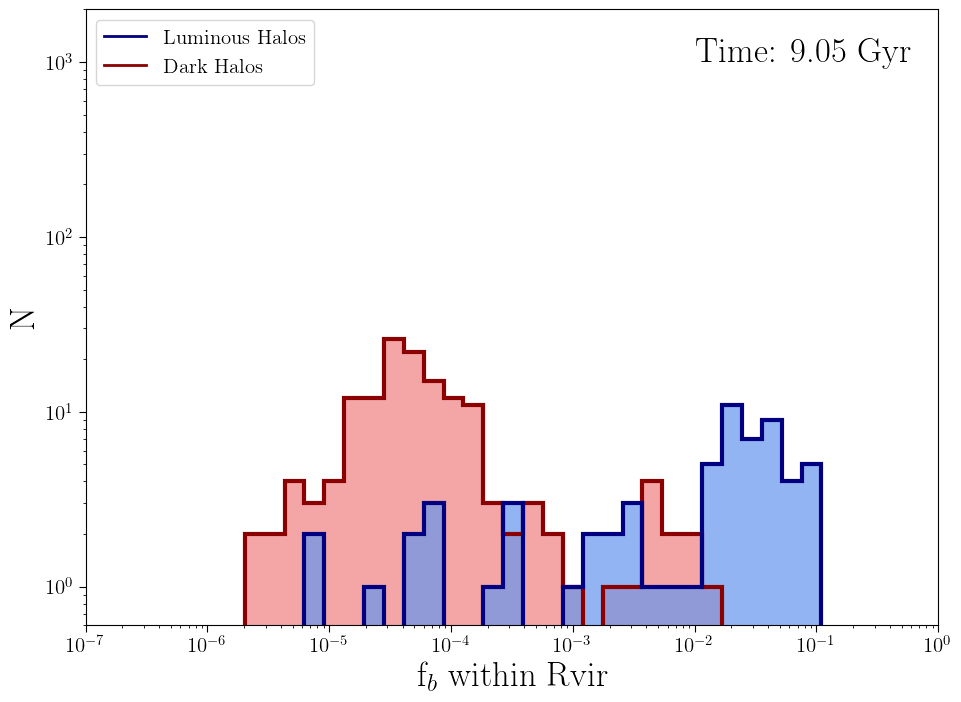 Luminous Halos
Dark Halos
Time: 9.05 Gyr
10³
10²
10¹
10⁰
N
10⁻⁷ 10⁻⁶ 10⁻⁵ 10⁻⁴ 10⁻³ 10⁻² 10⁻¹ 10⁰
f_b within Rvir